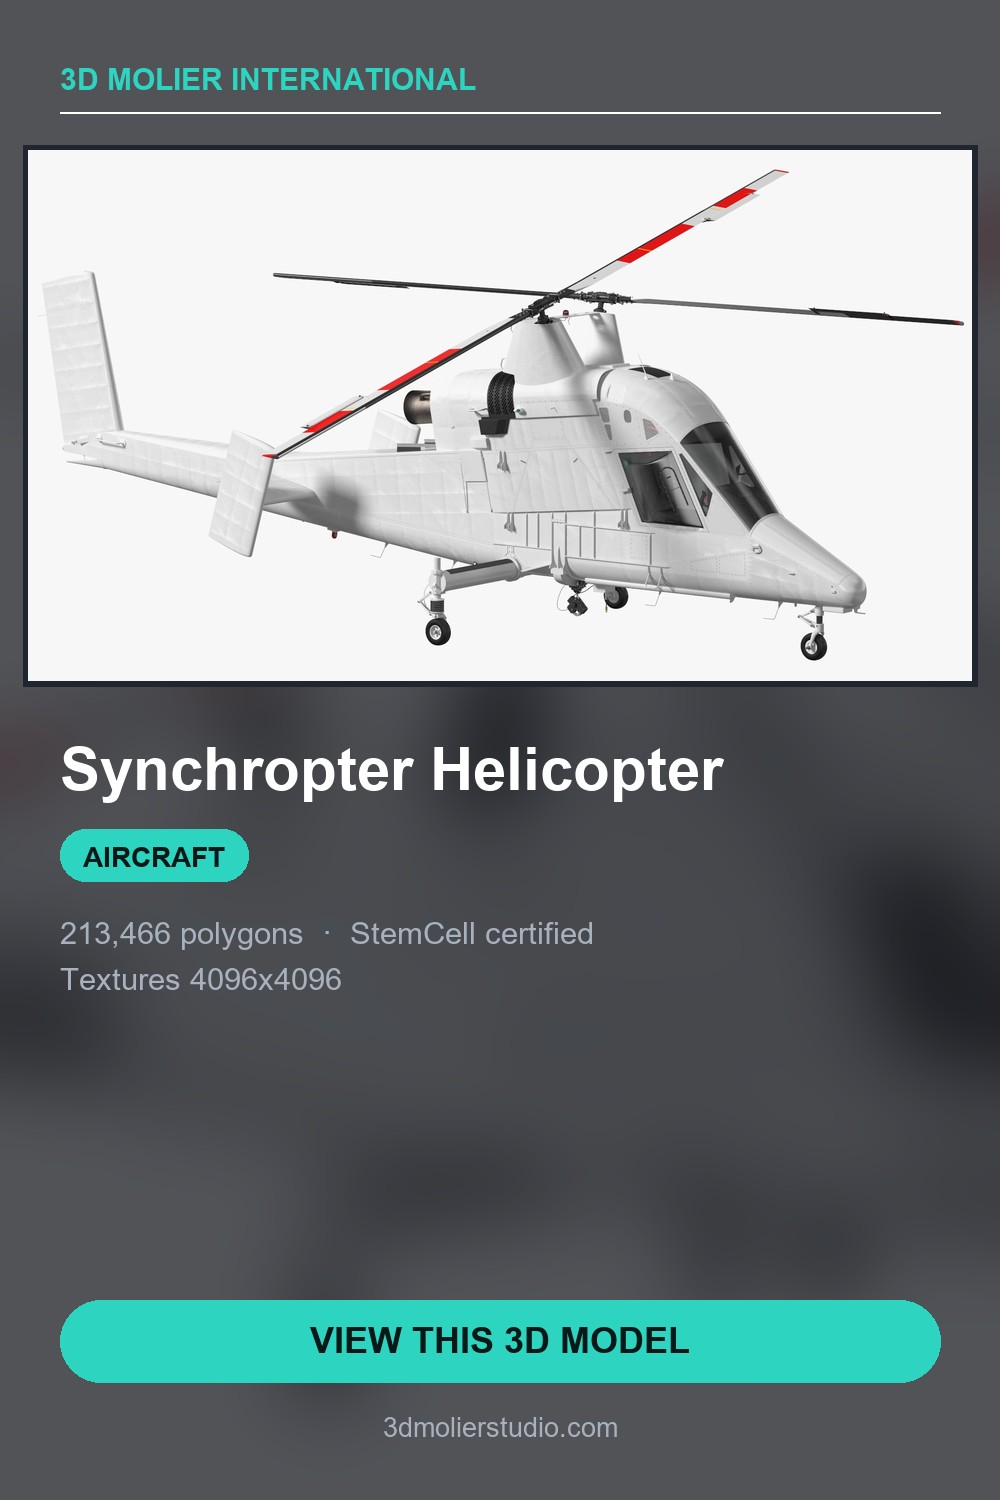 3D MOLIER INTERNATIONAL
Synchropter Helicopter
AIRCRAFT
213,466 polygons · StemCell certified
Textures 4096x4096
VIEW THIS 3D MODEL
3dmolierstudio.com